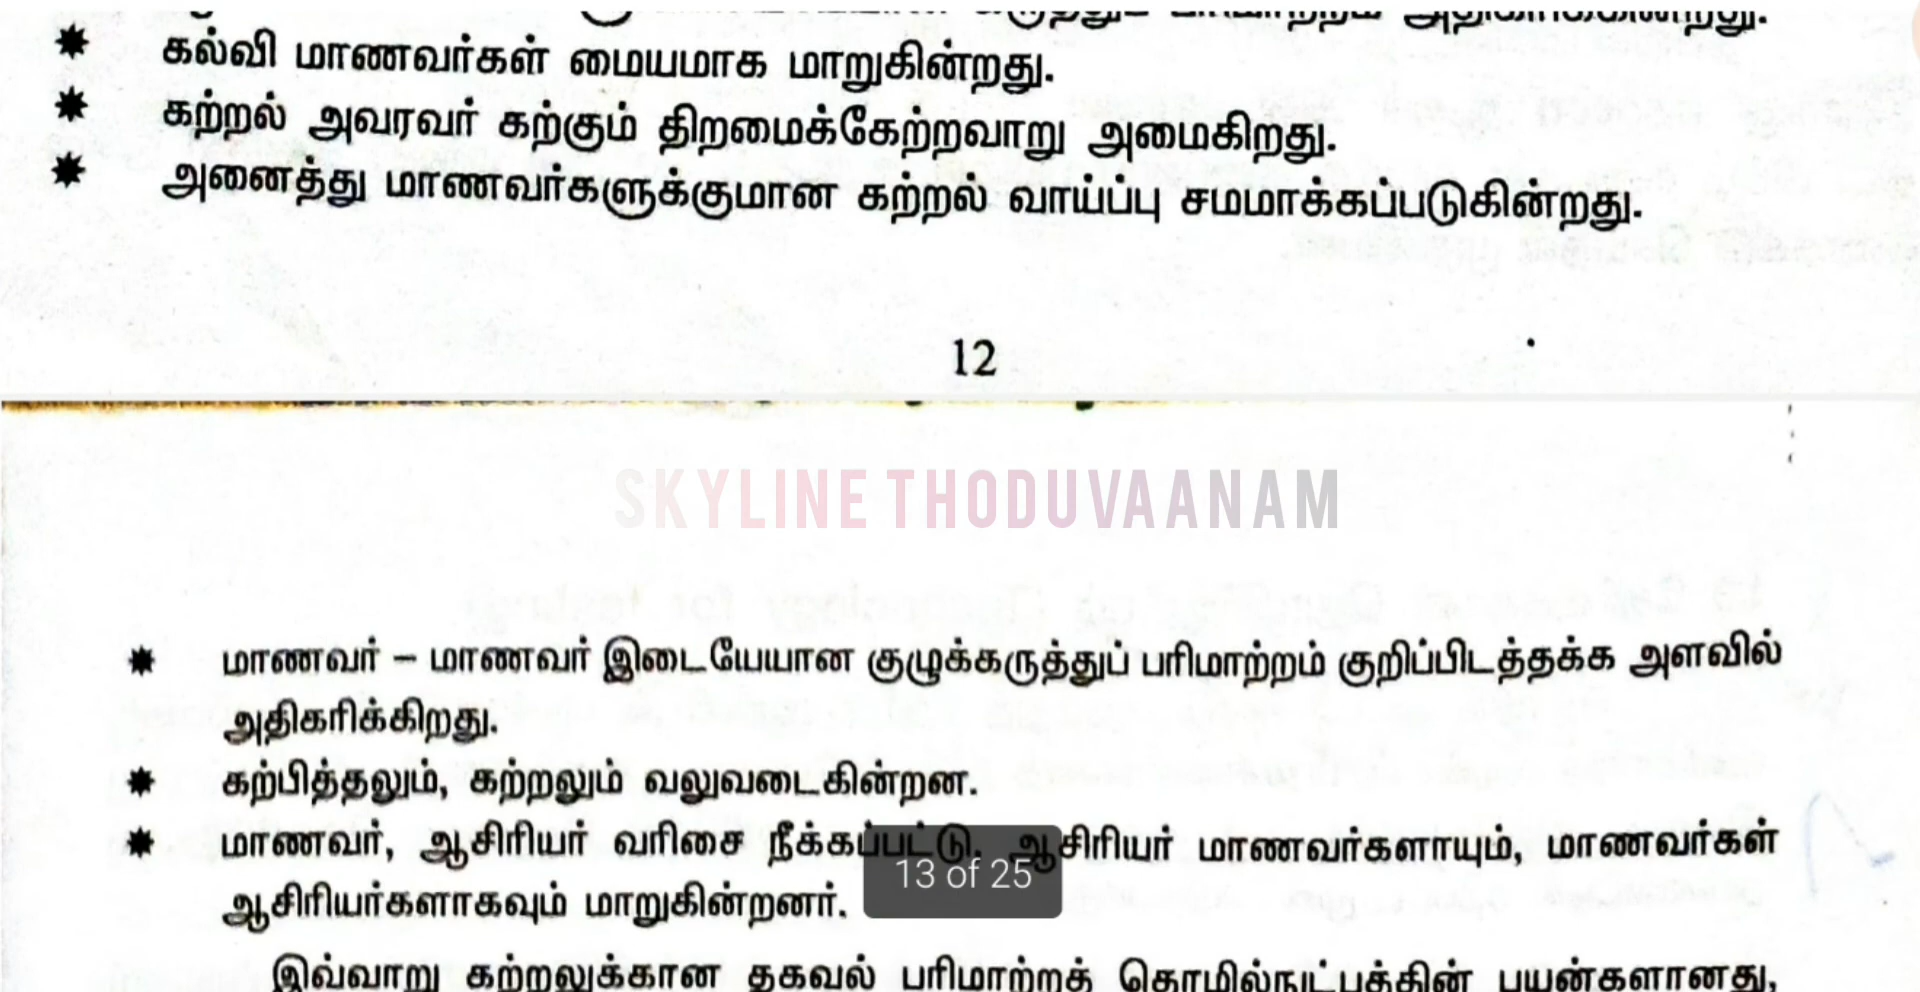 அதிகரிக்கின்றது.
✷ கல்வி மாணவர்கள் மையமாக மாறுகின்றது.
✷ கற்றல் அவரவர் கற்கும் திறமைக்கேற்றவாறு அமைகிறது.
✷ அனைத்து மாணவர்களுக்குமான கற்றல் வாய்ப்பு சமமாக்கப்படுகின்றது.
12
SKYLINE THODUVAANAM
✷ மாணவர் – மாணவர் இடையேயான குழுக்கருத்துப் பரிமாற்றம் குறிப்பிடத்தக்க அளவில்
அதிகரிக்கிறது.
✷ கற்பித்தலும், கற்றலும் வலுவடைகின்றன.
✷ மாணவர், ஆசிரியர் வரிசை நீக்கப்பட்டு, ஆசிரியர் மாணவர்களாயும், மாணவர்கள்
13 of 25
ஆசிரியர்களாகவும் மாறுகின்றனர்.
இவ்வாறு கற்றலுக்கான தகவல் பரிமாற்றத் தொழில்நுட்பத்தின் பயன்களானது,